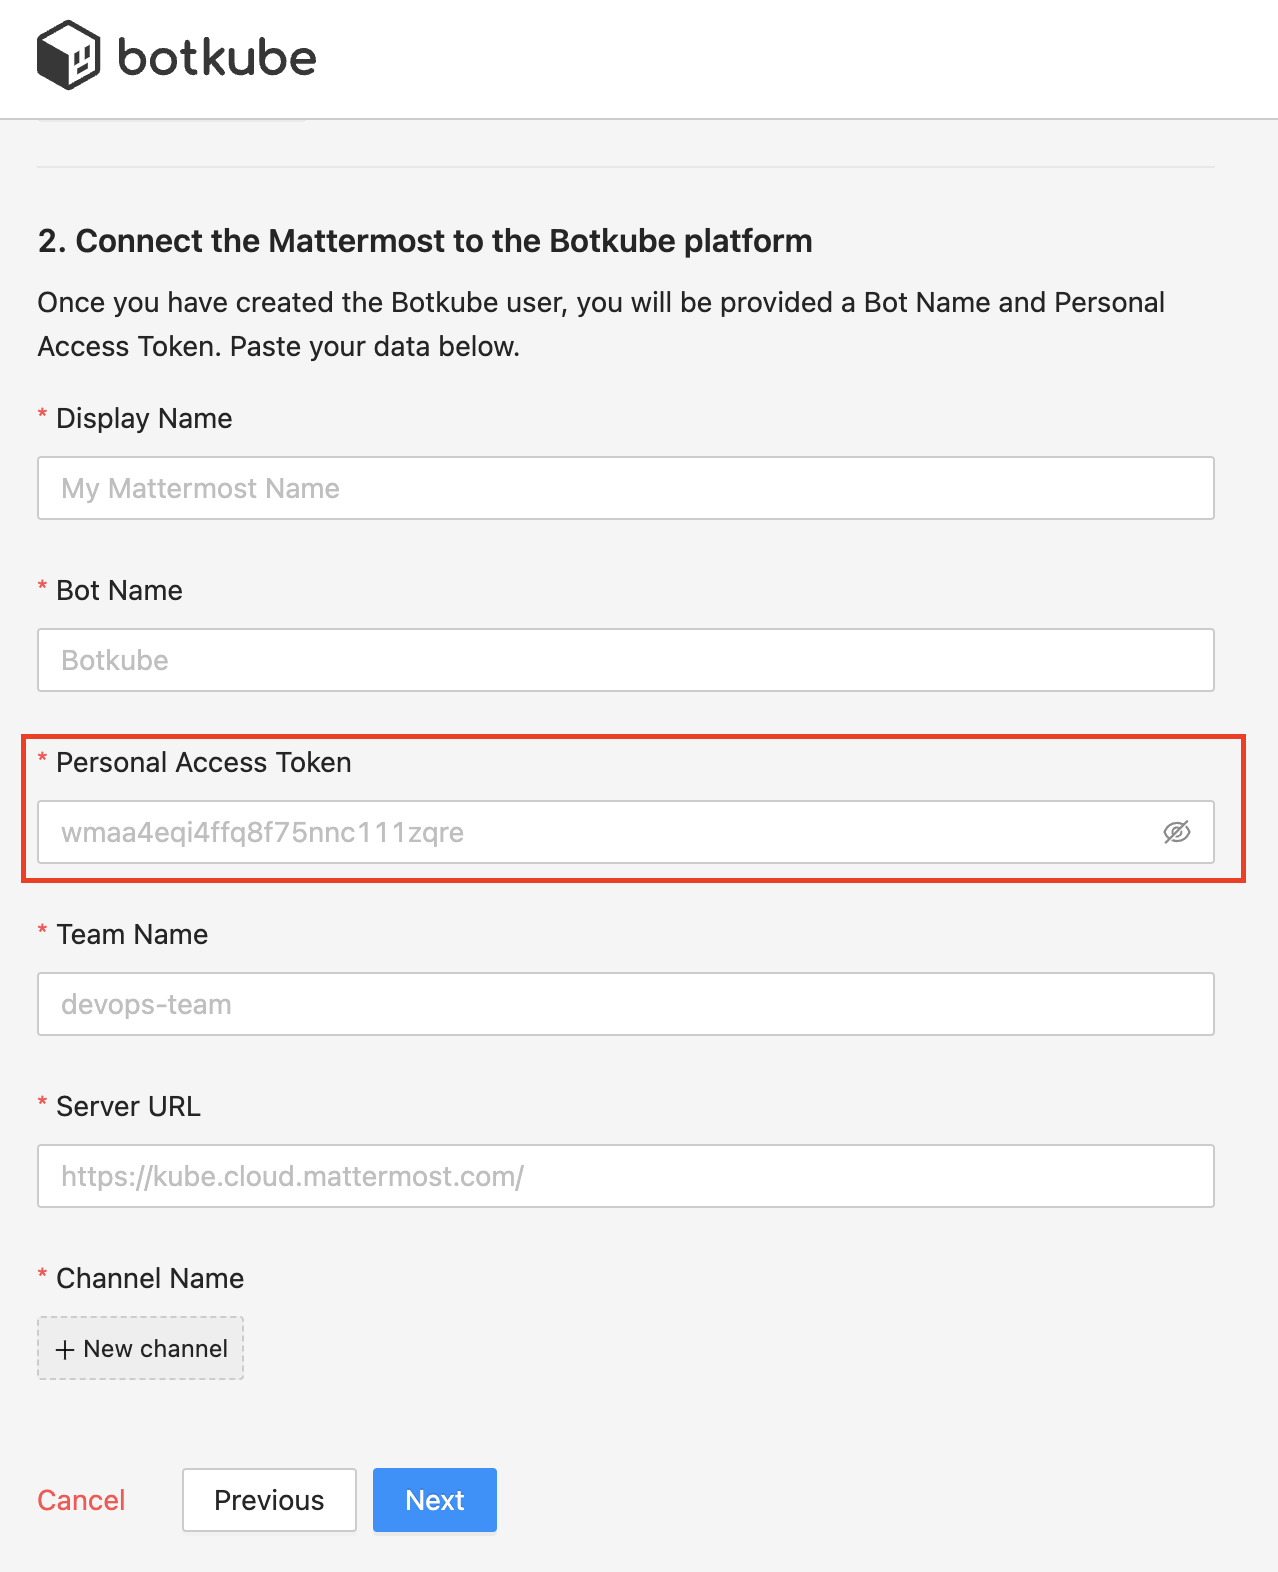 botkube
2. Connect the Mattermost to the Botkube platform
Once you have created the Botkube user, you will be provided a Bot Name and Personal
Access Token. Paste your data below.
* Display Name
My Mattermost Name
* Bot Name
Botkube
* Personal Access Token
wmaa4eqi4ffq8f75nnc111zqre
* Team Name
devops-team
* Server URL
https://kube.cloud.mattermost.com/
* Channel Name
+ New channel
Cancel Previous Next